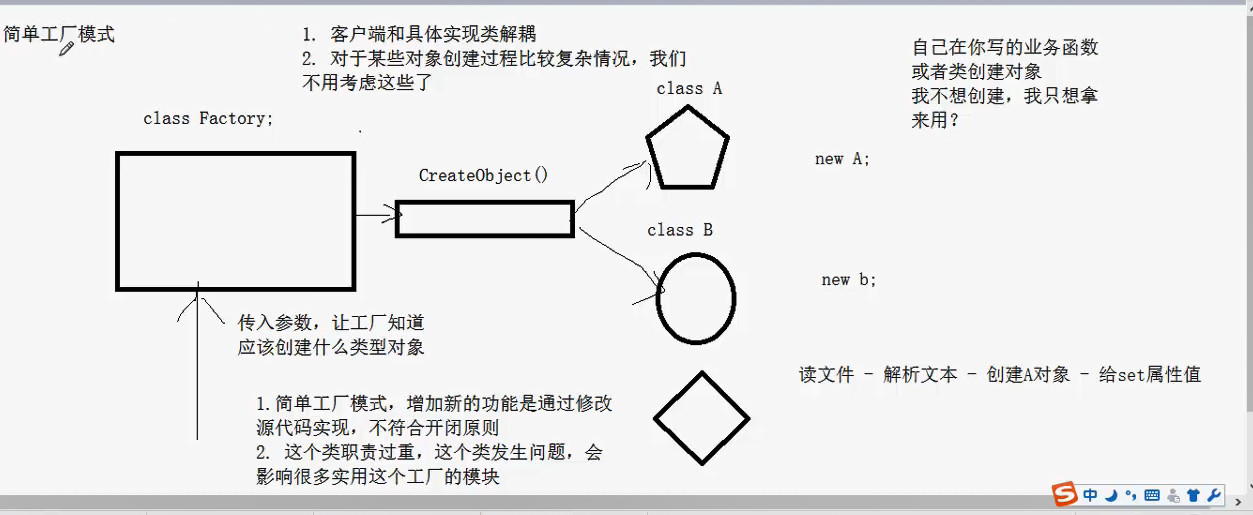 简单工厂模式
1. 客户端和具体实现类解耦
2. 对于某些对象创建过程比较复杂情况，我们
不用考虑这些了
自己在你写的业务函数
或者类创建对象
我不想创建，我只想拿
来用？
class A
class Factory;
new A;
CreateObject()
class B
new b;
传入参数，让工厂知道
应该创建什么类型对象
读文件 - 解析文本 - 创建A对象 - 给set属性值
1.简单工厂模式，增加新的功能是通过修改
源代码实现，不符合开闭原则
2. 这个类职责过重，这个类发生问题，会
影响很多实用这个工厂的模块
S 中